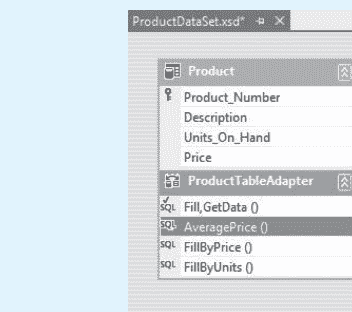 ProductDataSet.xsd*
Product
Product_Number
Description
Units_On_Hand
Price
ProductTableAdapter
SQL Fill,GetData ()
SQL AveragePrice ()
SQL FillByPrice ()
SQL FillByUnits ()